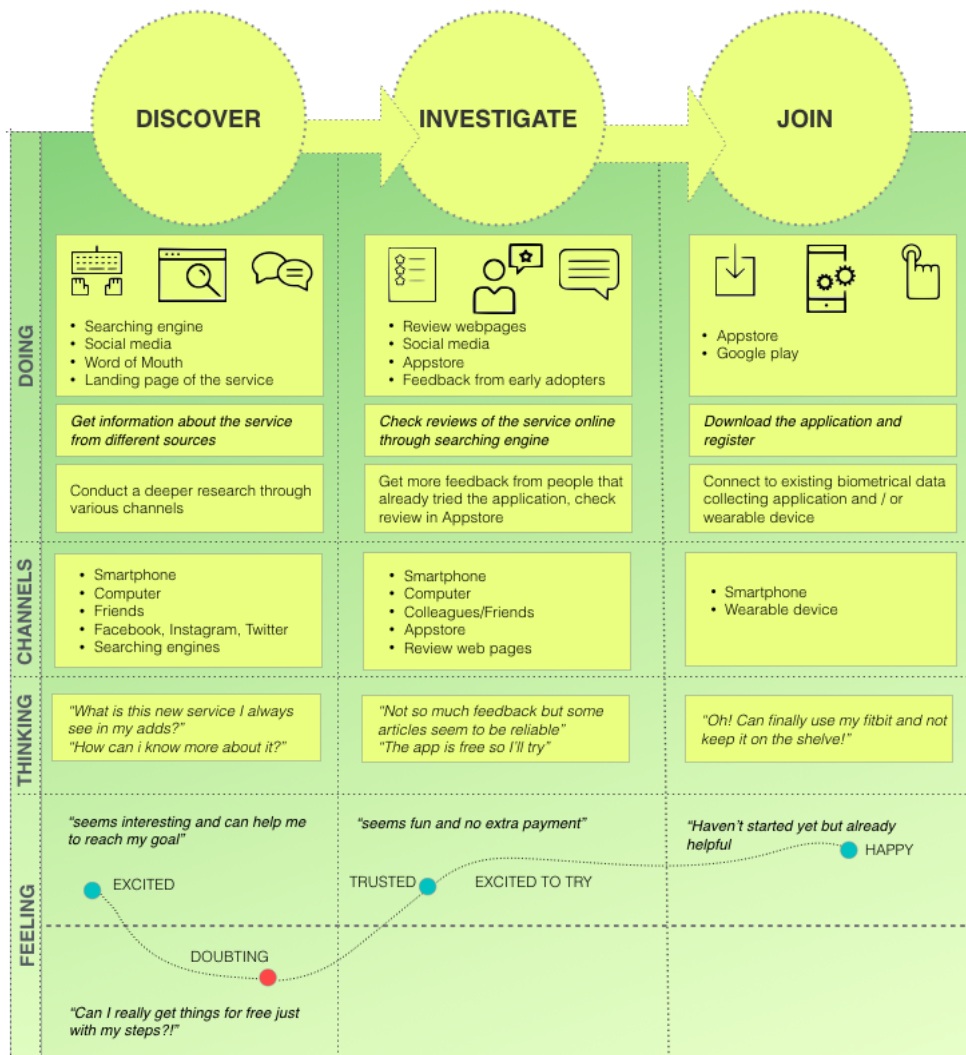 DISCOVER
INVESTIGATE
JOIN
DOING
• Searching engine
• Social media
• Word of Mouth
• Landing page of the service
• Review webpages
• Social media
• Appstore
• Feedback from early adopters
• Appstore
• Google play
Get information about the service
from different sources
Check reviews of the service online
through searching engine
Download the application and
register
Conduct a deeper research through
various channels
Get more feedback from people that
already tried the application, check
review in Appstore
Connect to existing biometrical data
collecting application and / or
wearable device
CHANNELS
• Smartphone
• Computer
• Friends
• Facebook, Instagram, Twitter
• Searching engines
• Smartphone
• Computer
• Colleagues/Friends
• Appstore
• Review web pages
• Smartphone
• Wearable device
THINKING
“What is this new service I always
see in my adds?”
“How can i know more about it?”
“Not so much feedback but some
articles seem to be reliable”
“The app is free so I’ll try”
“Oh! Can finally use my fitbit and not
keep it on the shelve!”
FEELING
“seems interesting and can help me
to reach my goal”
“seems fun and no extra payment”
“Haven’t started yet but already
helpful
EXCITED
TRUSTED
EXCITED TO TRY
HAPPY
DOUBTING
“Can I really get things for free just
with my steps?!”